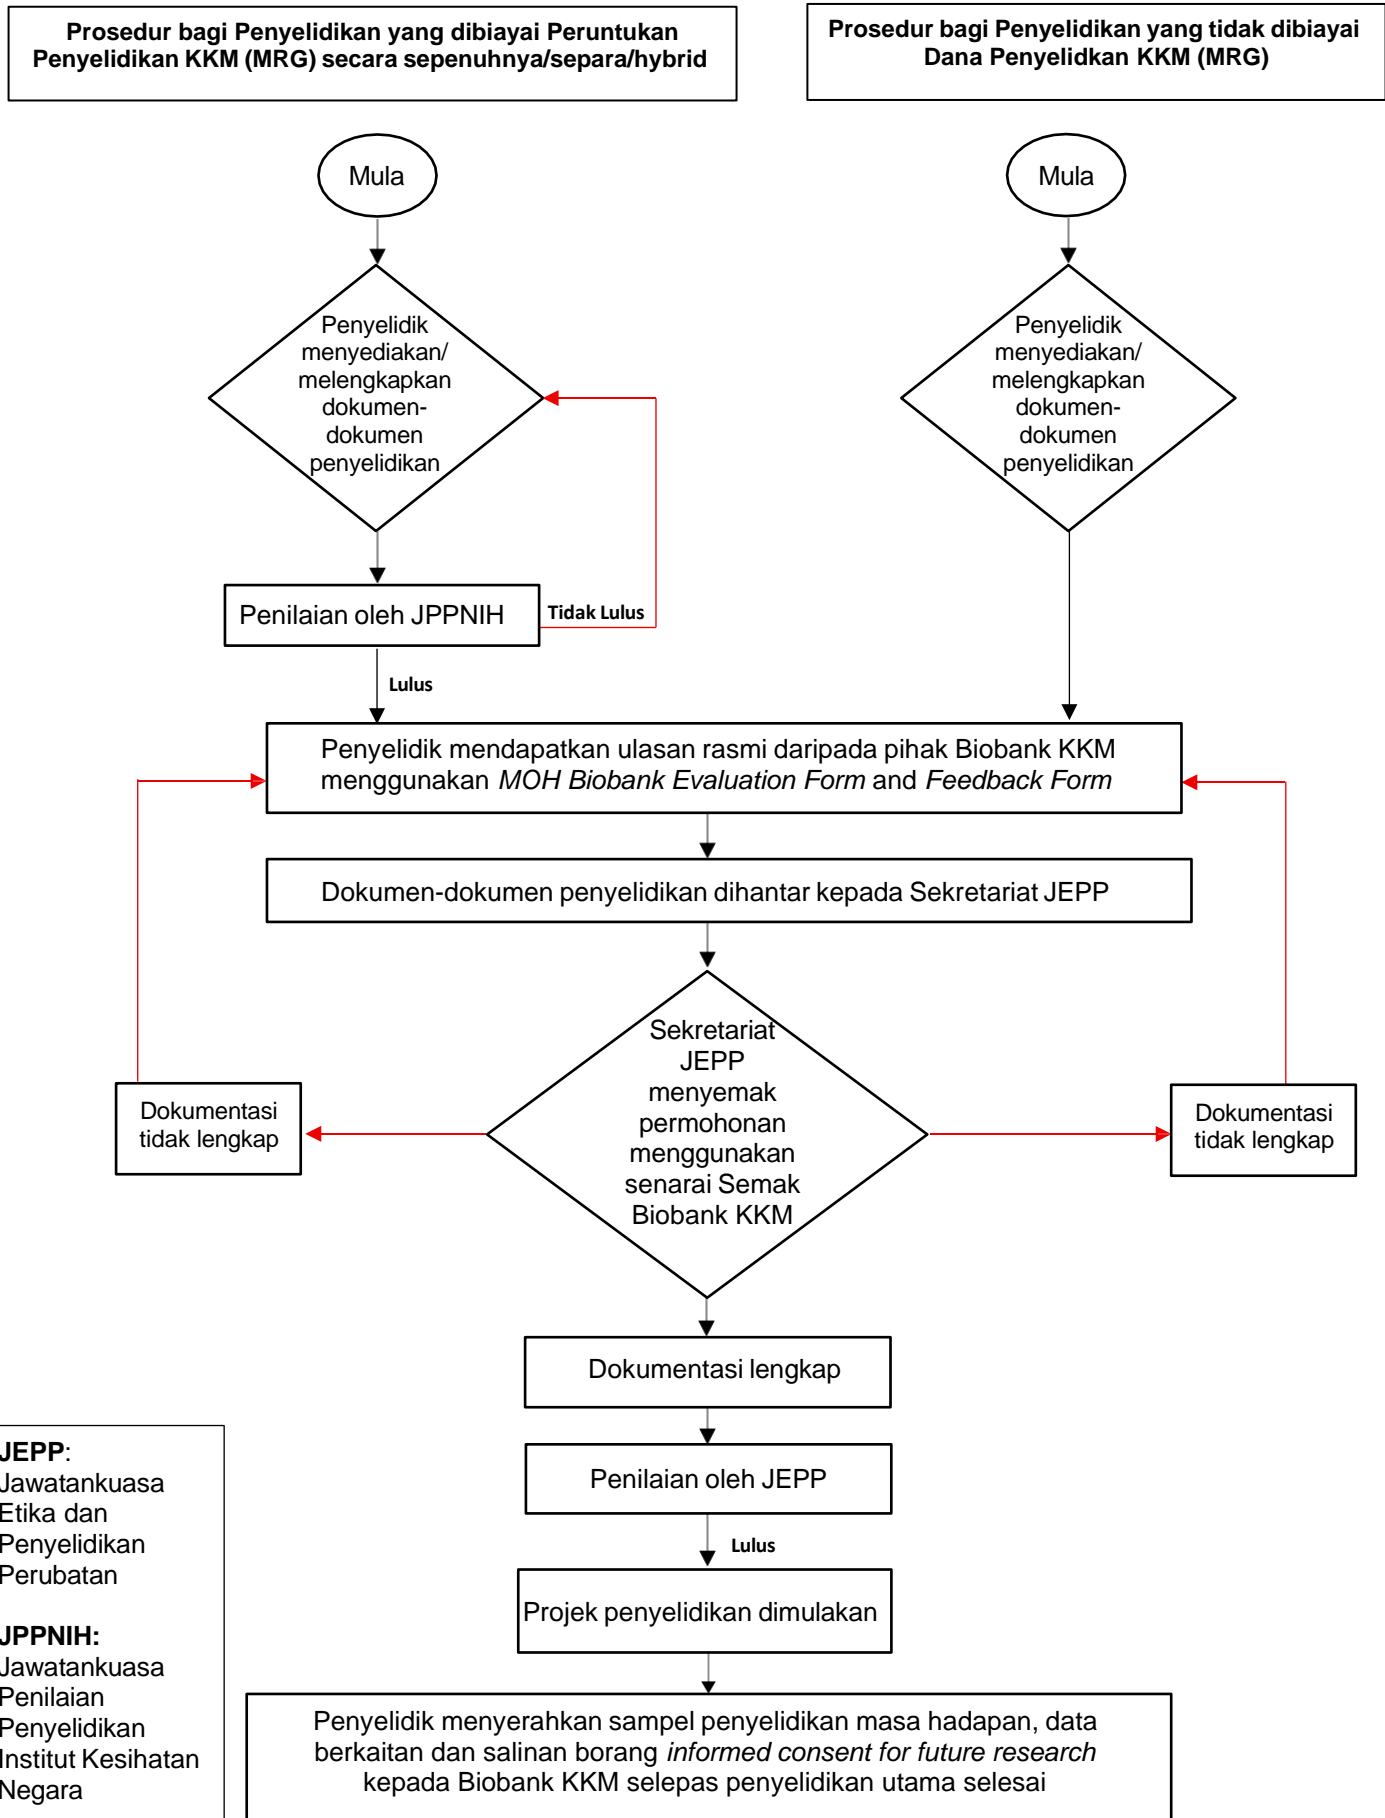 Prosedur bagi Penyelidikan yang dibiayai Peruntukan
Penyelidikan KKM (MRG) secara sepenuhnya/separa/hybrid
Prosedur bagi Penyelidikan yang tidak dibiayai
Dana Penyelidkan KKM (MRG)
Mula
Mula
Penyelidik
menyediakan/
melengkapkan
dokumen-
dokumen
penyelidikan
Penyelidik
menyediakan/
melengkapkan
dokumen-
dokumen
penyelidikan
Penilaian oleh JPPNIH
Tidak Lulus
Lulus
Penyelidik mendapatkan ulasan rasmi daripada pihak Biobank KKM
menggunakan MOH Biobank Evaluation Form and Feedback Form
Dokumen-dokumen penyelidikan dihantar kepada Sekretariat JEPP
Sekretariat
JEPP
menyemak
permohonan
menggunakan
senarai Semak
Biobank KKM
Dokumentasi
tidak lengkap
Dokumentasi
tidak lengkap
Dokumentasi lengkap
Penilaian oleh JEPP
Lulus
Projek penyelidikan dimulakan
Penyelidik menyerahkan sampel penyelidikan masa hadapan, data
berkaitan dan salinan borang informed consent for future research
kepada Biobank KKM selepas penyelidikan utama selesai
JEPP:
Jawatankuasa
Etika dan
Penyelidikan
Perubatan
JPPNIH:
Jawatankuasa
Penilaian
Penyelidikan
Institut Kesihatan
Negara